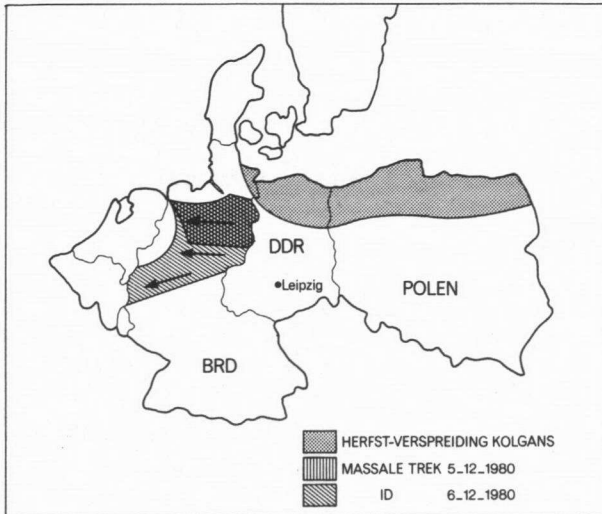 DDR
Leipzig
POLEN
BRD
HERFST-VERSPREIDING KOLGANS
MASSALE TREK 5-12-1980
ID 6-12-1980